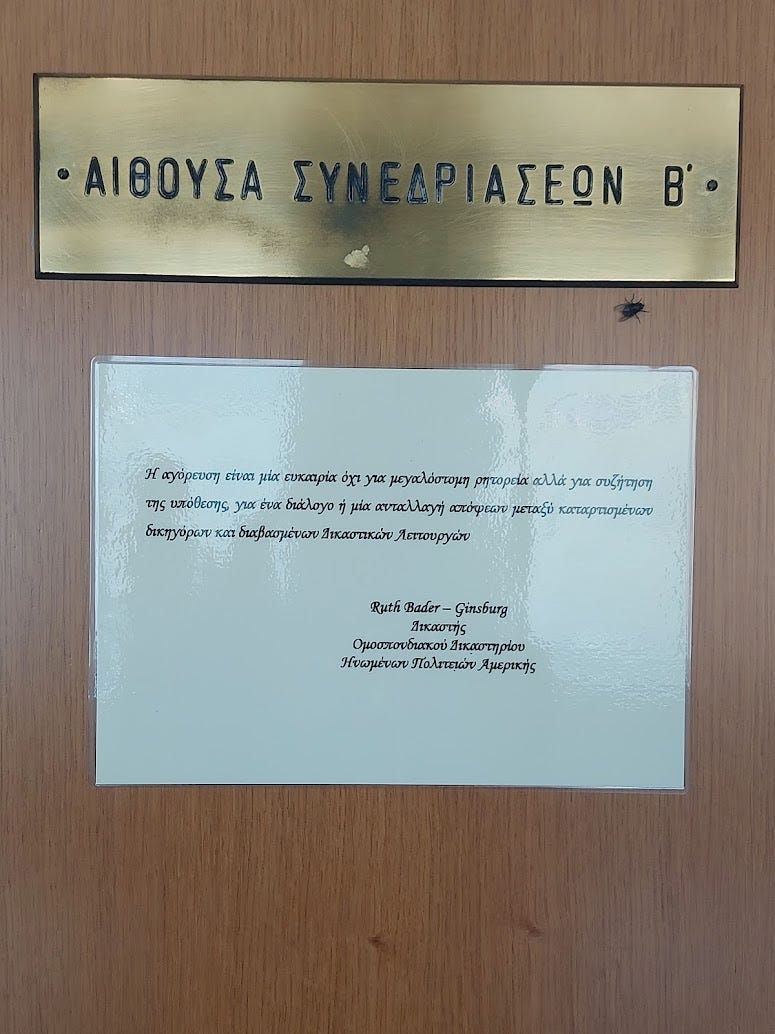 ΑΙΘΟΥΣΑ ΣΥΝΕΔΡΙΑΣΕΩΝ Β'
Η αγόρευση είναι μία ευκαιρία όχι για μεγαλόστομη ρητορεία αλλά για συζήτηση
της υπόθεσης, για ένα διάλογο ή μία ανταλλαγή απόψεων μεταξύ καταρτισμένων
δικηγόρων και διαβασμένων Δικαστικών Λειτουργών
Ruth Bader – Ginsburg
Δικαστής
Ομοσπονδιακού Δικαστηρίου
Ηνωμένων Πολιτειών Αμερικής